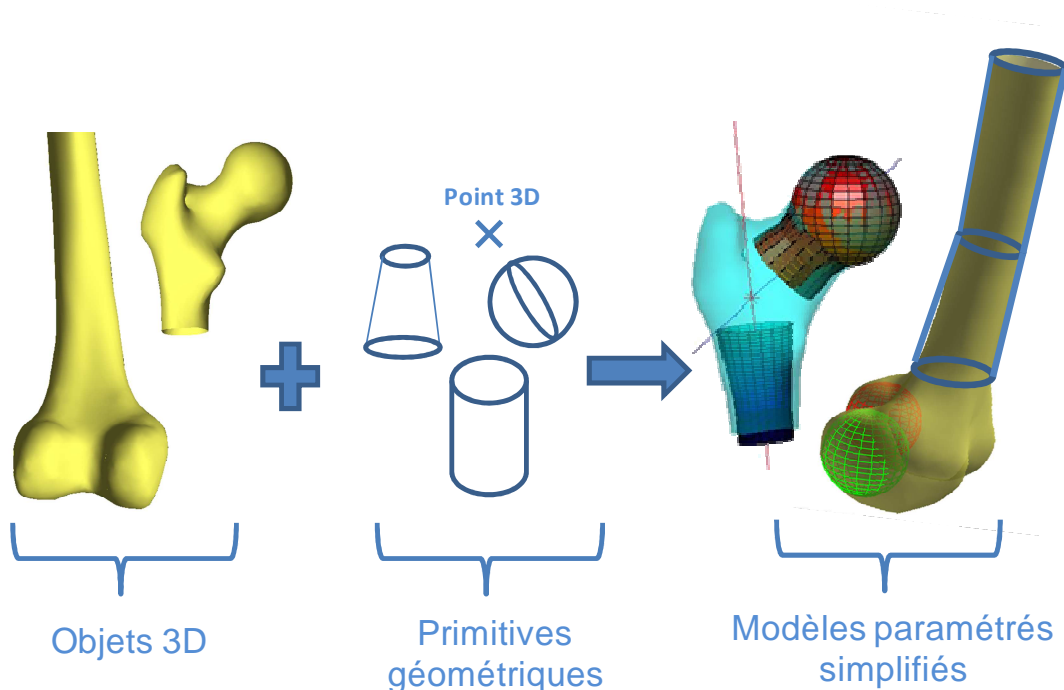 Point 3D
Objets 3D
Primitives
géométriques
Modèles paramétrés
simplifiés